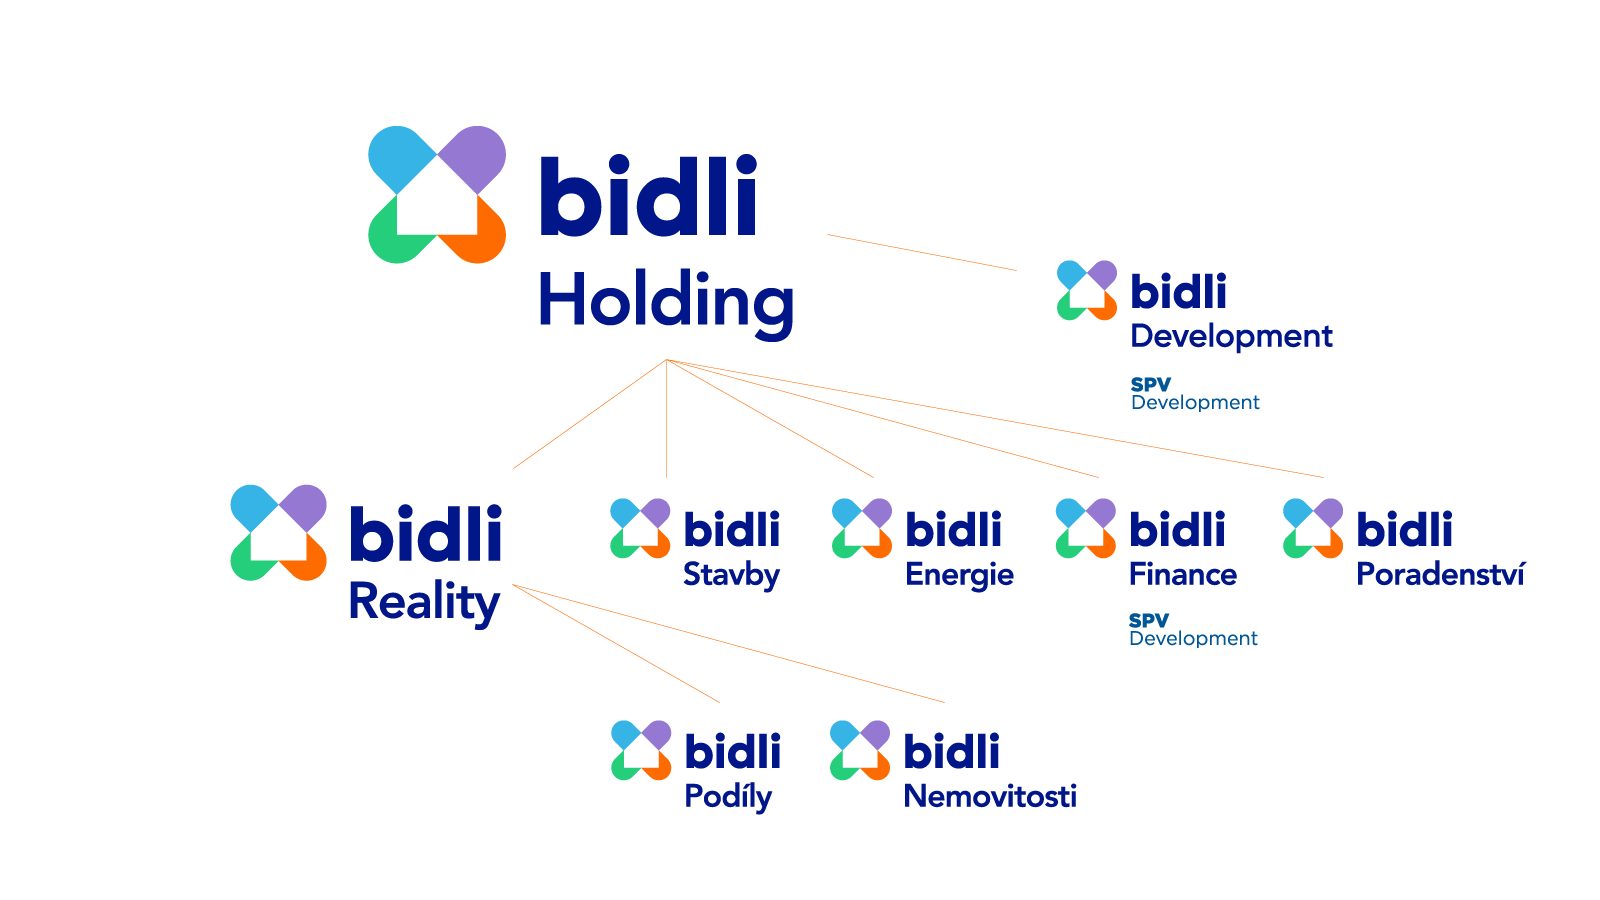 bidli
Holding
bidli
Development
SPV
Development
bidli
Reality
bidli
Stavby
bidli
Energie
bidli
Finance
SPV
Development
bidli
Poradenství
bidli
Podíly
bidli
Nemovitosti